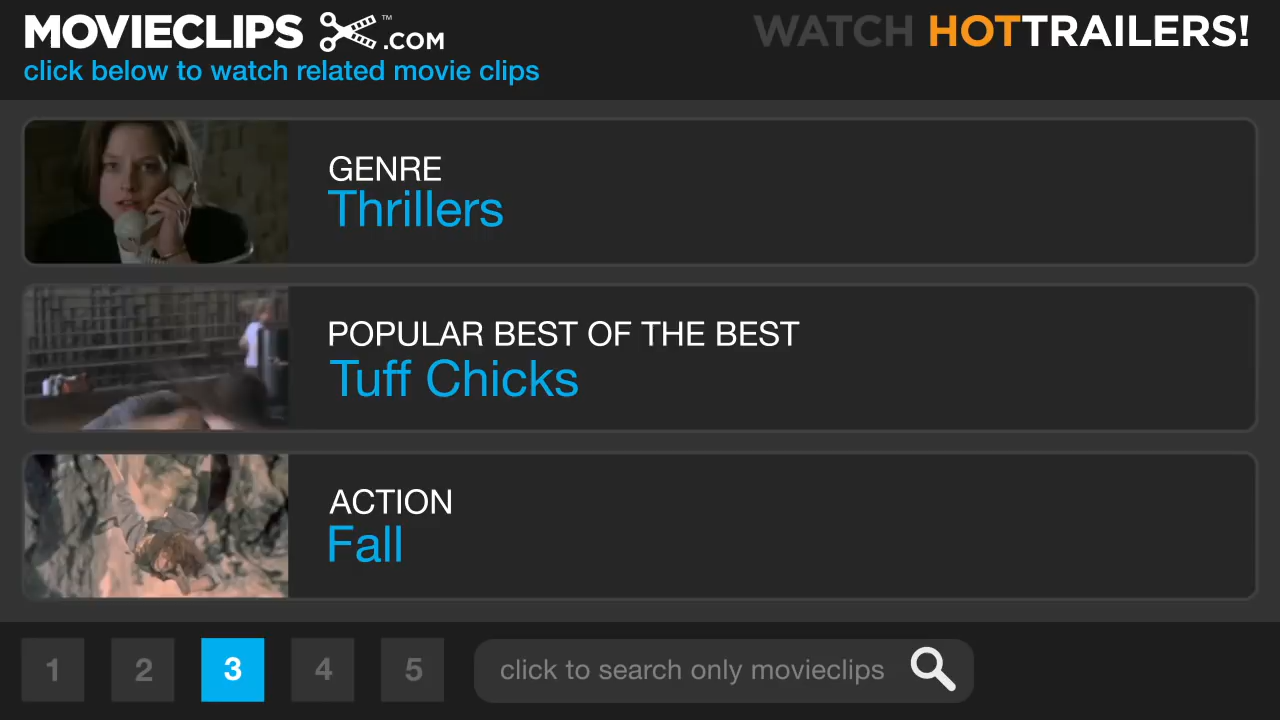 MOVIECLIPS ™.COM
WATCH HOTTRAILERS!
click below to watch related movie clips
GENRE
Thrillers
POPULAR BEST OF THE BEST
Tuff Chicks
ACTION
Fall
1 2 3 4 5 click to search only movieclips